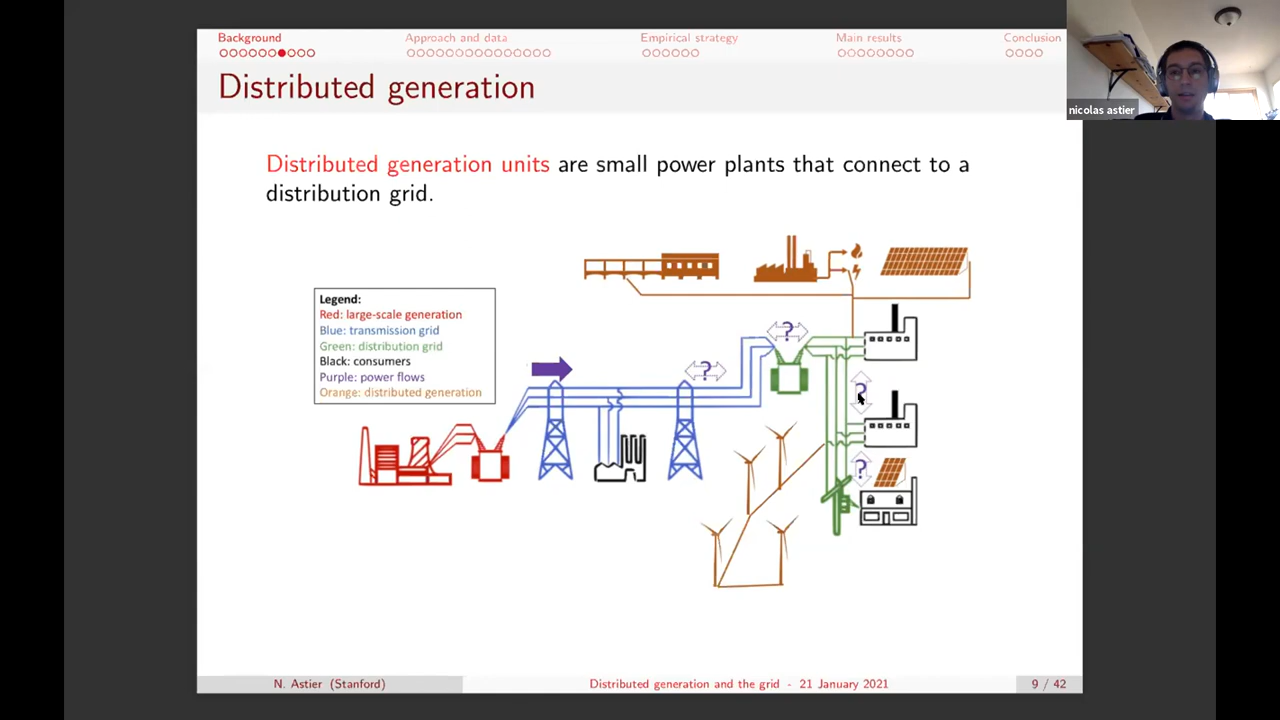 Background
Approach and data
Empirical strategy
Main results
Conclusion
Distributed generation
nicolas astier
Distributed generation units are small power plants that connect to a
distribution grid.
Legend:
Red: large-scale generation
Blue: transmission grid
Green: distribution grid
Black: consumers
Purple: power flows
Orange: distributed generation
?
?
?
?
N. Astier (Stanford)
Distributed generation and the grid - 21 January 2021
9 / 42